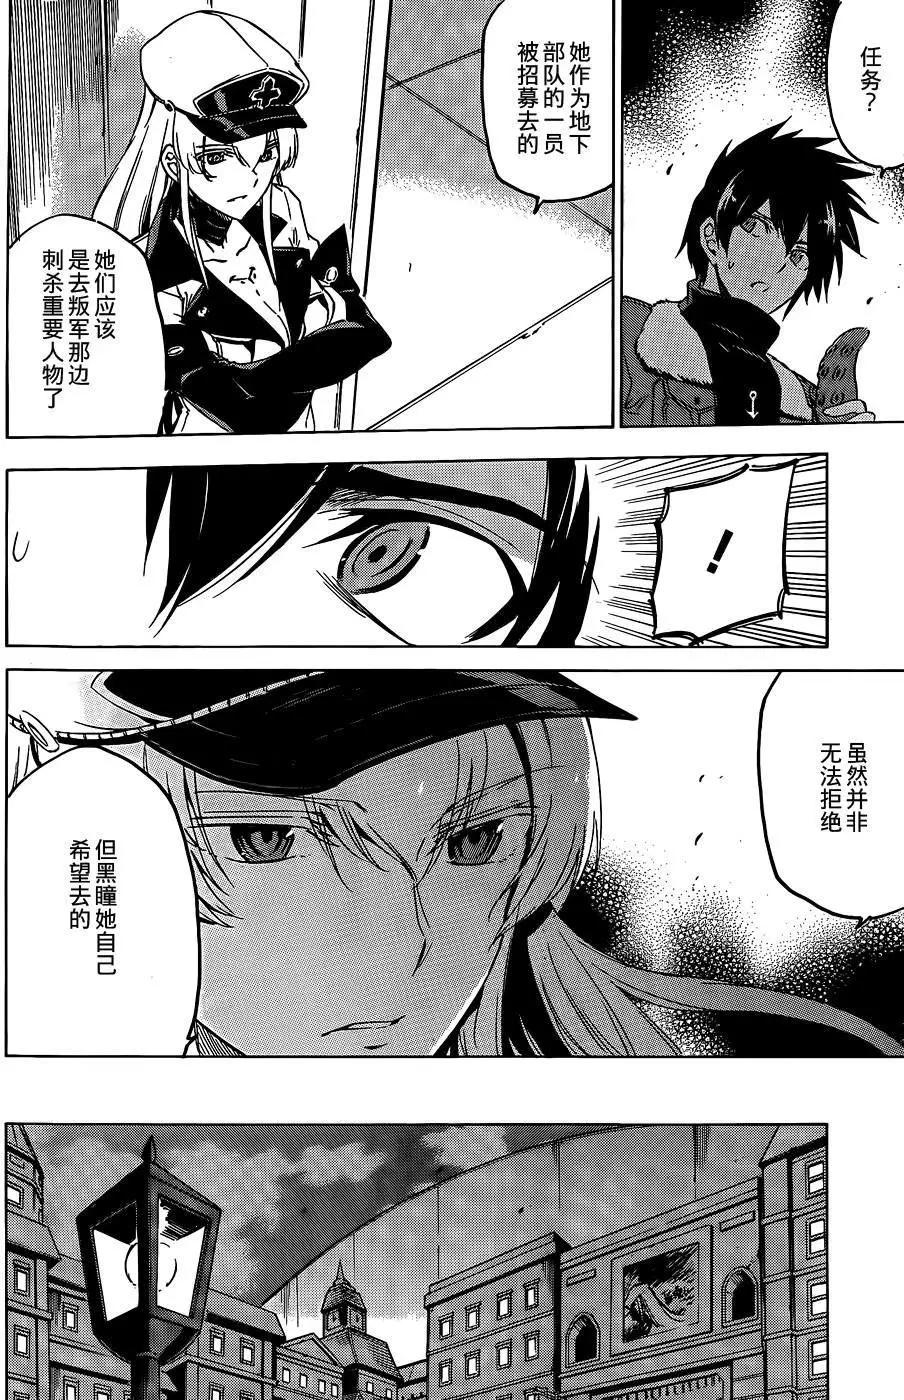 任务？
她作为地下
部队的一员
被招募去的
她们应该
是去叛军那边
刺杀重要人物了
！
虽然并非
无法拒绝
但黑瞳她自己
希望去的